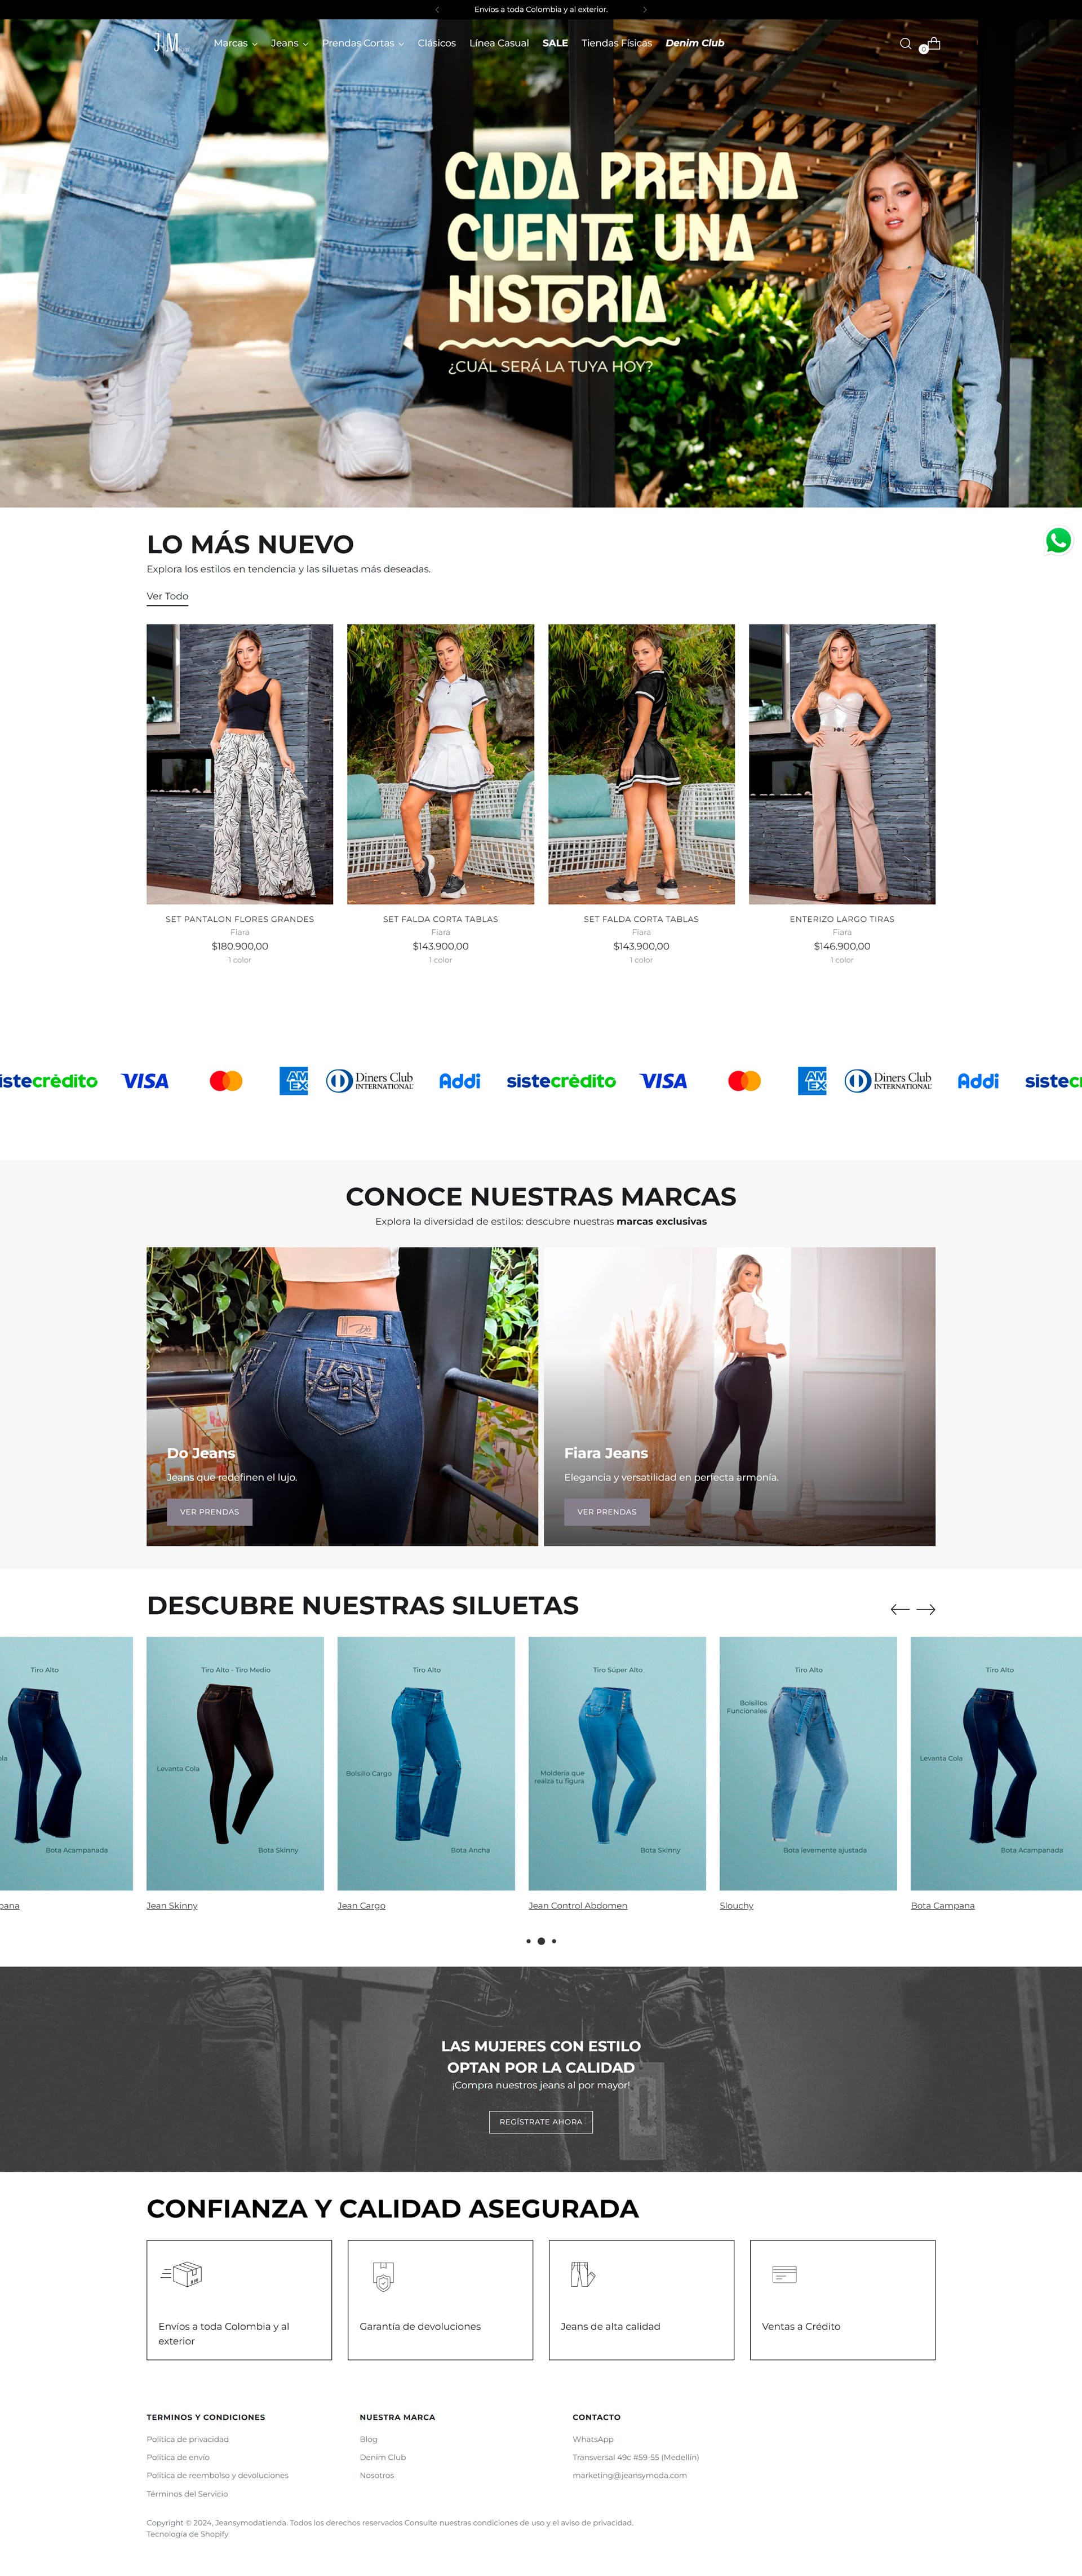 Envíos a toda Colombia y al exterior.
J&M
Marcas
Jeans
Prendas Cortas
Clásicos
Línea Casual
SALE
Tiendas Físicas
Denim Club
0
CADA PRENDA
CUENTA UNA
HISTORIA
¿CUÁL SERÁ LA TUYA HOY?
LO MÁS NUEVO
Explora los estilos en tendencia y las siluetas más deseadas.
Ver Todo
SET PANTALON FLORES GRANDES
Fiara
$180.900,00
1 color
SET FALDA CORTA TABLAS
Fiara
$143.900,00
1 color
SET FALDA CORTA TABLAS
Fiara
$143.900,00
1 color
ENTERIZO LARGO TIRAS
Fiara
$146.900,00
1 color
istecrédito
VISA
AMEX
Diners Club
INTERNATIONAL
Addi
sistecrédito
VISA
AMEX
Diners Club
INTERNATIONAL
Addi
sistec
CONOCE NUESTRAS MARCAS
Explora la diversidad de estilos: descubre nuestras marcas exclusivas
Do Jeans
Jeans que redefinen el lujo.
VER PRENDAS
Fiara Jeans
Elegancia y versatilidad en perfecta armonía.
VER PRENDAS
DESCUBRE NUESTRAS SILUETAS
Tiro Alto
ola
Bota Acampanada
pana
Tiro Alto - Tiro Medio
Levanta Cola
Bota Skinny
Jean Skinny
Tiro Alto
Bolsillo Cargo
Bota Ancha
Jean Cargo
Tiro Súper Alto
Moldería que
realza tu figura
Bota Skinny
Jean Control Abdomen
Tiro Alto
Bolsillos
Funcionales
Bota levemente ajustada
Slouchy
Tiro Alto
Levanta Cola
Bota Acampanada
Bota Campana
LAS MUJERES CON ESTILO
OPTAN POR LA CALIDAD
¡Compra nuestros jeans al por mayor!
REGÍSTRATE AHORA
CONFIANZA Y CALIDAD ASEGURADA
Envíos a toda Colombia y al
exterior
Garantía de devoluciones
Jeans de alta calidad
Ventas a Crédito
TERMINOS Y CONDICIONES
Política de privacidad
Política de envío
Política de reembolso y devoluciones
Términos del Servicio
NUESTRA MARCA
Blog
Denim Club
Nosotros
CONTACTO
WhatsApp
Transversal 49c #59-55 (Medellín)
marketing@jeansymoda.com
Copyright © 2024, Jeansymodatienda. Todos los derechos reservados Consulte nuestras condiciones de uso y el aviso de privacidad.
Tecnología de Shopify